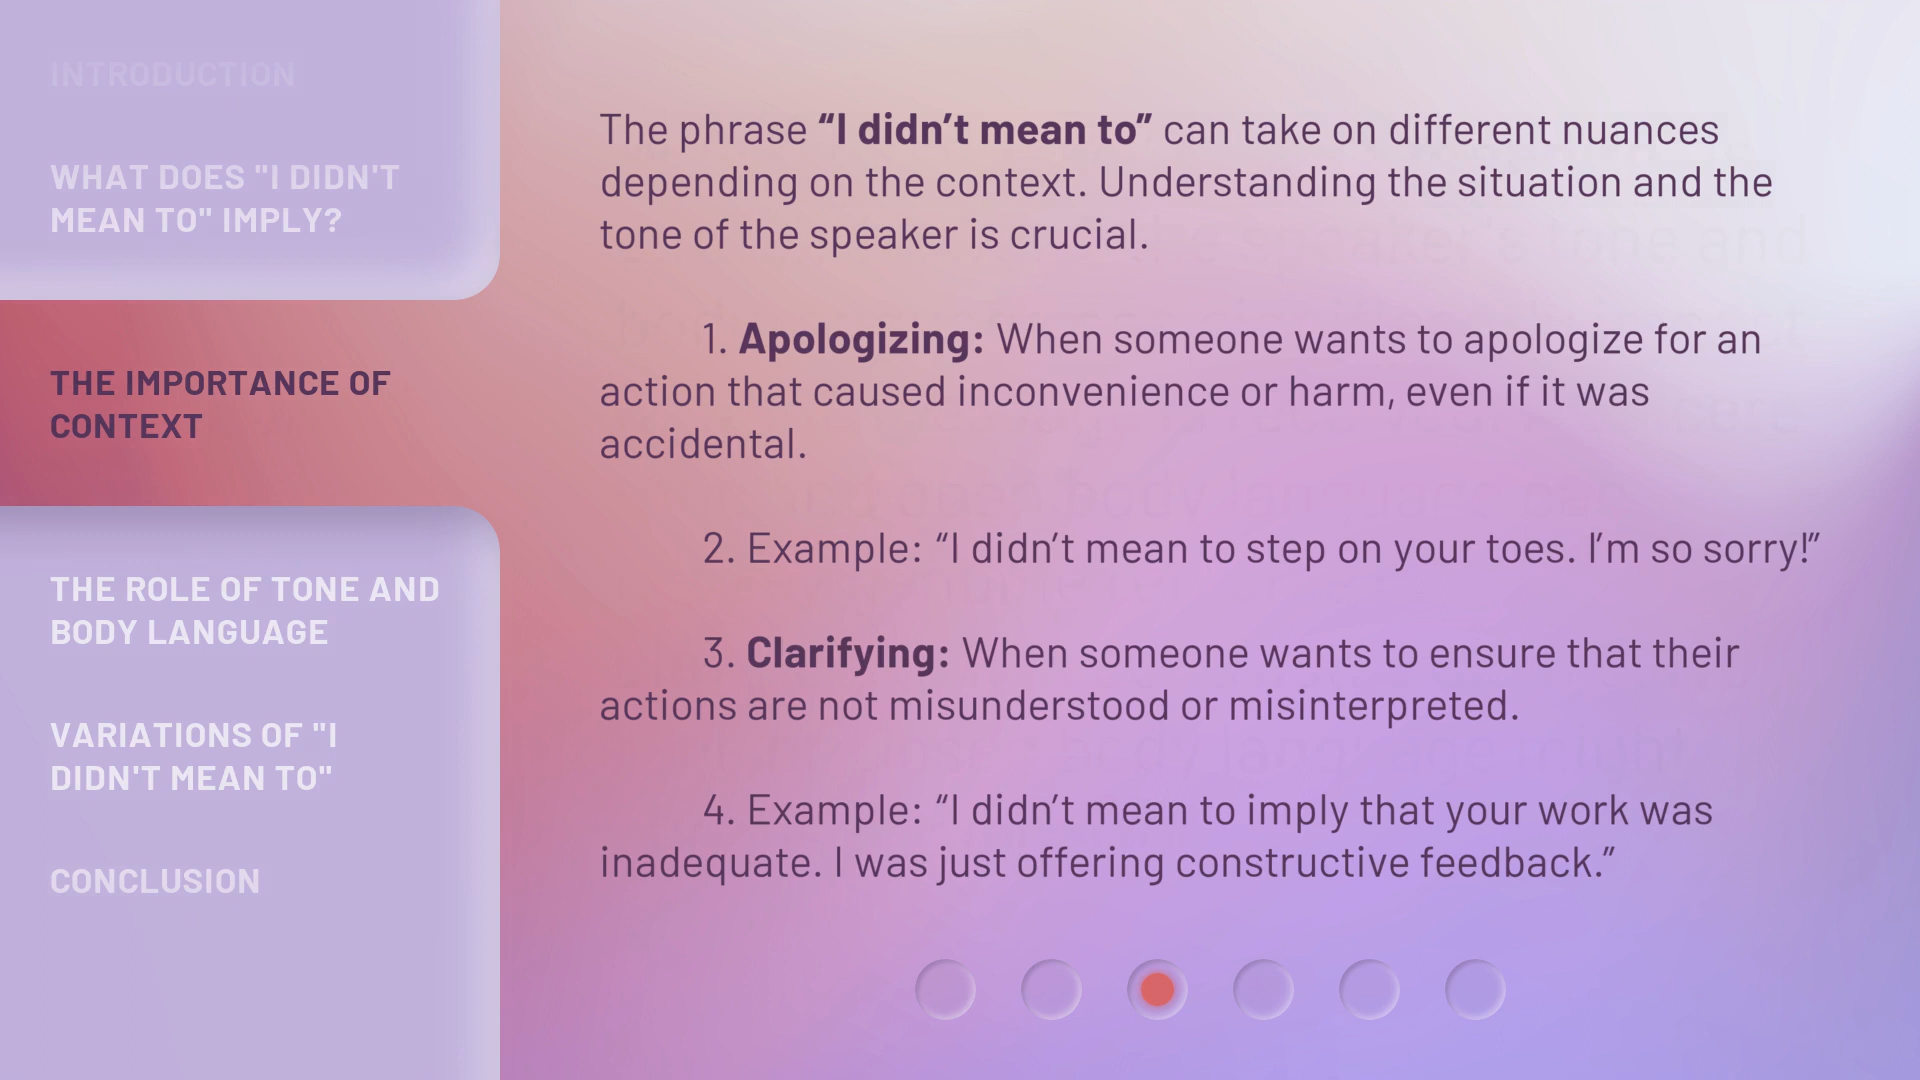 INTRODUCTION
WHAT DOES "I DIDN'T
MEAN TO" IMPLY?
THE IMPORTANCE OF
CONTEXT
THE ROLE OF TONE AND
BODY LANGUAGE
VARIATIONS OF "I
DIDN'T MEAN TO"
CONCLUSION
The phrase “I didn’t mean to” can take on different nuances
depending on the context. Understanding the situation and the
tone of the speaker is crucial.
1. Apologizing: When someone wants to apologize for an
action that caused inconvenience or harm, even if it was
accidental.
2. Example: “I didn’t mean to step on your toes. I’m so sorry!”
3. Clarifying: When someone wants to ensure that their
actions are not misunderstood or misinterpreted.
4. Example: “I didn’t mean to imply that your work was
inadequate. I was just offering constructive feedback.”